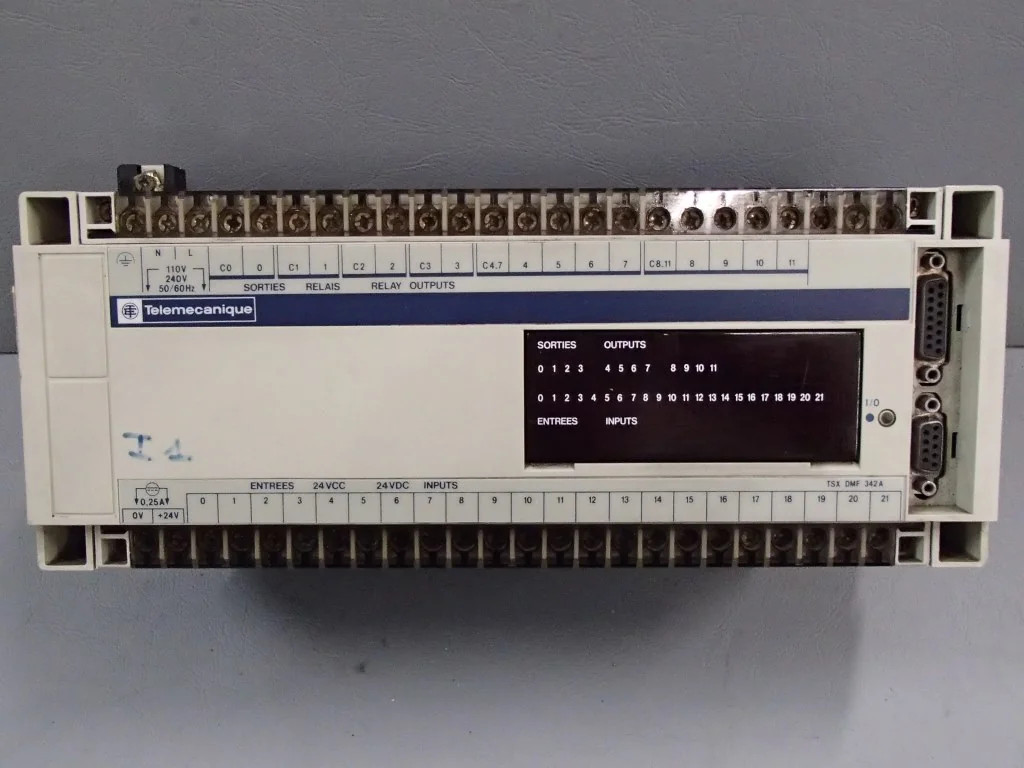 N L
110V
240V
50/60Hz
C0 0 C1 1 C2 2 C3 3 C4.7 4 5 6 7 C8.11 8 9 10 11
SORTIES RELAIS RELAY OUTPUTS
Telemecanique
SORTIES OUTPUTS
0 1 2 3 4 5 6 7 8 9 10 11
0 1 2 3 4 5 6 7 8 9 10 11 12 13 14 15 16 17 18 19 20 21
ENTREES INPUTS
I/O
I.1.
0,25A
ENTREES 24VCC 24VDC INPUTS
TSX DMF 342A
0V +24V
0 1 2 3 4 5 6 7 8 9 10 11 12 13 14 15 16 17 18 19 20 21